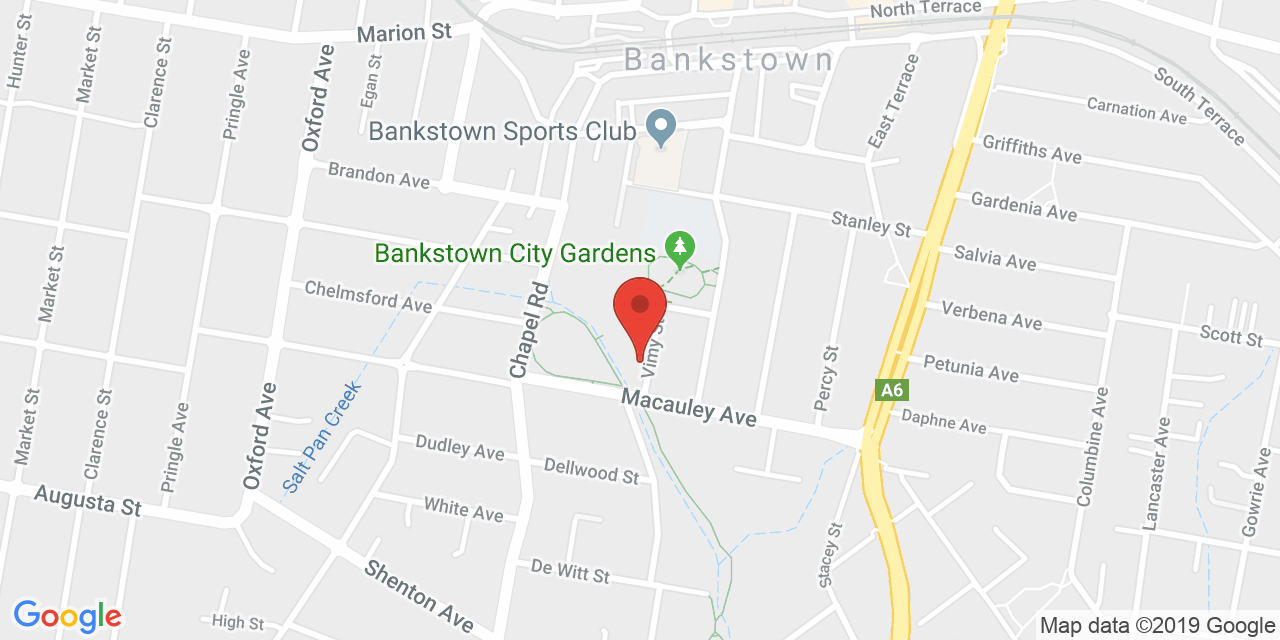 North Terrace
Hunter St
Market St
Clarence St
Pringle Ave
Oxford Ave
Marion St
Egan St
Bankstown
East Terrace
South Terrace
Carnation Ave
Bankstown Sports Club
Griffiths Ave
Brandon Ave
Gardenia Ave
Stanley St
Bankstown City Gardens
Salvia Ave
Market St
Chelmsford Ave
Chapel Rd
Vimy St
Verbena Ave
Scott St
Percy St
Petunia Ave
A6
Market St
Clarence St
Pringle Ave
Oxford Ave
Salt Pan Creek
Macauley Ave
Daphne Ave
Columbine Ave
Lancaster Ave
Gowrie Ave
Dudley Ave
Dellwood St
Augusta St
White Ave
Stacey St
Shenton Ave
De Witt St
High St
Google
Map data ©2019 Google